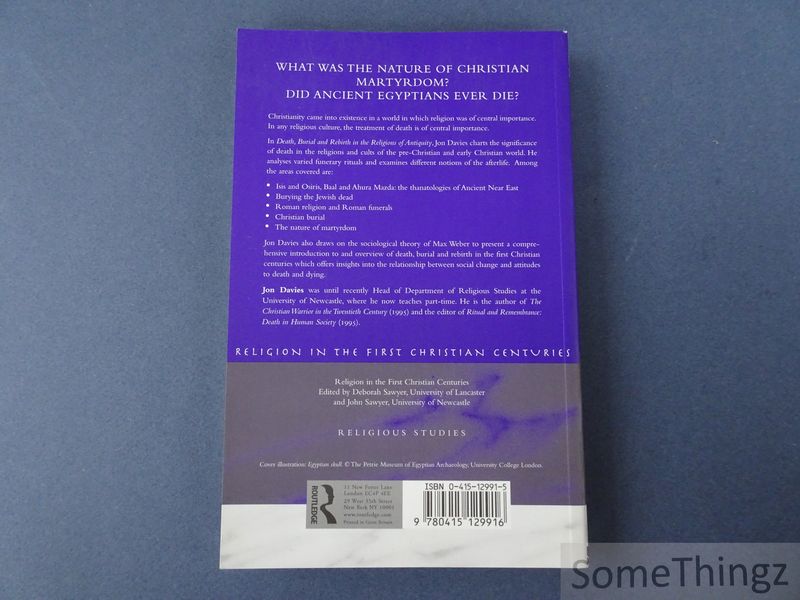 WHAT WAS THE NATURE OF CHRISTIAN
MARTYRDOM?
DID ANCIENT EGYPTIANS EVER DIE?
Christianity came into existence in a world in which religion was of central importance.
In any religious culture, the treatment of death is of central importance.
In Death, Burial and Rebirth in the Religions of Antiquity, Jon Davies charts the significance
of death in the religions and cults of the pre-Christian and early Christian world. He
analyses varied funerary rituals and examines different notions of the afterlife. Among
the areas covered are:
• Isis and Osiris, Baal and Ahura Mazda: the thanatologies of Ancient Near East
• Burying the Jewish dead
• Roman religion and Roman funerals
• Christian burial
• The nature of martyrdom
Jon Davies also draws on the sociological theory of Max Weber to present a compre-
hensive introduction to and overview of death, burial and rebirth in the first Christian
centuries which offers insights into the relationship between social change and attitudes
to death and dying.
Jon Davies was until recently Head of Department of Religious Studies at the
University of Newcastle, where he now teaches part-time. He is the author of The
Christian Warrior in the Twentieth Century (1995) and the editor of Ritual and Remembrance:
Death in Human Society (1995).
RELIGION IN THE FIRST CHRISTIAN CENTURIES
Religion in the First Christian Centuries
Edited by Deborah Sawyer, University of Lancaster
and John Sawyer, University of Newcastle
RELIGIOUS STUDIES
Cover illustration: Egyptian skull. © The Petrie Museum of Egyptian Archaeology, University College London.
ROUTLEDGE
11 New Fetter Lane
London EC4P 4EE
29 West 35th Street
New York NY 10001
www.routledge.com
Printed in Great Britain
ISBN 0-415-12991-5
9 780415 129916
SomeThingz